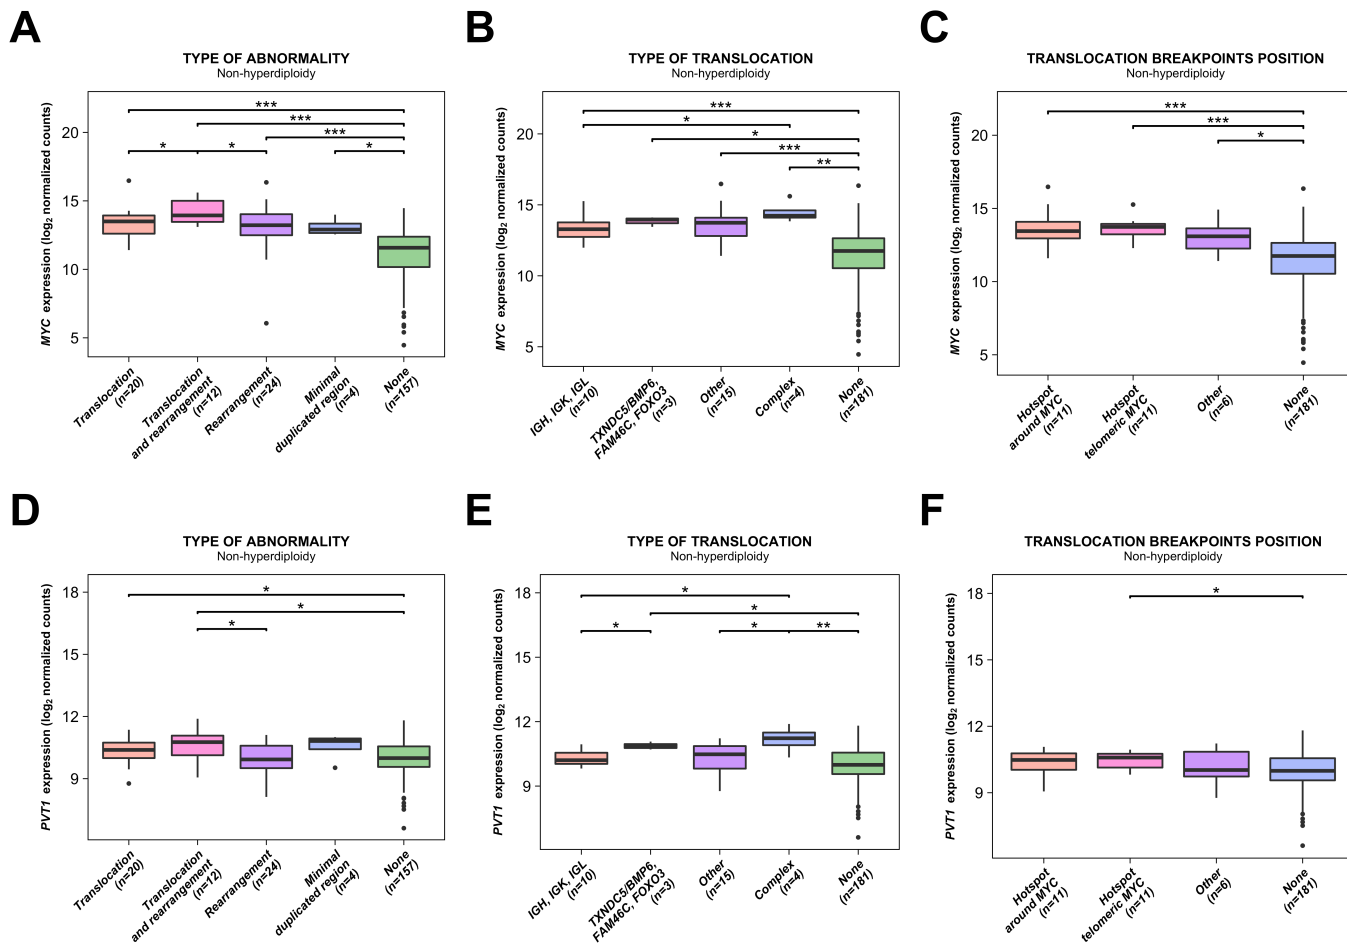 A
TYPE OF ABNORMALITY
Non-hyperdiploidy
MYC expression (log2 normalized counts)
20
15
10
5
***
***
***
*
*
*
Translocation
(n=20)
Translocation
and rearrangement
(n=12)
Rearrangement
(n=24)
Minimal
duplicated region
(n=4)
None
(n=157)
B
TYPE OF TRANSLOCATION
Non-hyperdiploidy
MYC expression (log2 normalized counts)
20
15
10
5
***
*
*
***
**
IGH, IGK, IGL
(n=10)
TXNDC5/BMP6,
FAM46C, FOXO3
(n=3)
Other
(n=15)
Complex
(n=4)
None
(n=181)
C
TRANSLOCATION BREAKPOINTS POSITION
Non-hyperdiploidy
MYC expression (log2 normalized counts)
20
15
10
5
***
***
*
Hotspot
around MYC
(n=11)
Hotspot
telomeric MYC
(n=11)
Other
(n=6)
None
(n=181)
D
TYPE OF ABNORMALITY
Non-hyperdiploidy
PVT1 expression (log2 normalized counts)
18
15
12
9
*
*
*
Translocation
(n=20)
Translocation
and rearrangement
(n=12)
Rearrangement
(n=24)
Minimal
duplicated region
(n=4)
None
(n=157)
E
TYPE OF TRANSLOCATION
Non-hyperdiploidy
PVT1 expression (log2 normalized counts)
18
15
12
9
*
*
*
*
**
IGH, IGK, IGL
(n=10)
TXNDC5/BMP6,
FAM46C, FOXO3
(n=3)
Other
(n=15)
Complex
(n=4)
None
(n=181)
F
TRANSLOCATION BREAKPOINTS POSITION
Non-hyperdiploidy
PVT1 expression (log2 normalized counts)
18
15
12
9
*
Hotspot
around MYC
(n=11)
Hotspot
telomeric MYC
(n=11)
Other
(n=6)
None
(n=181)